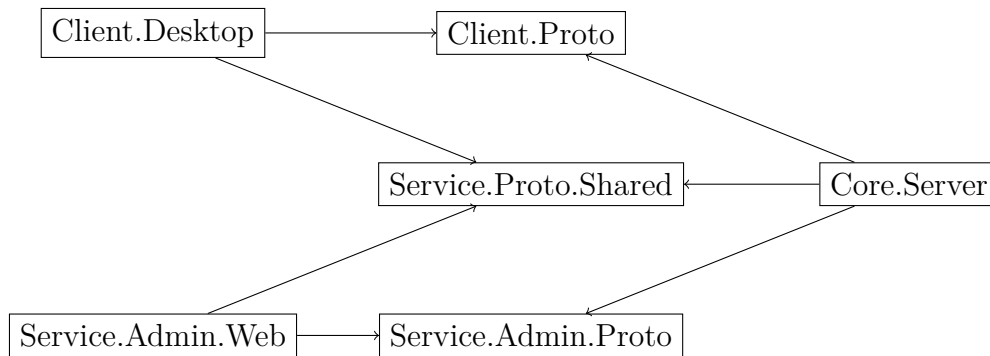 Client.Desktop
Client.Proto
Service.Proto.Shared
Core.Server
Service.Admin.Web
Service.Admin.Proto